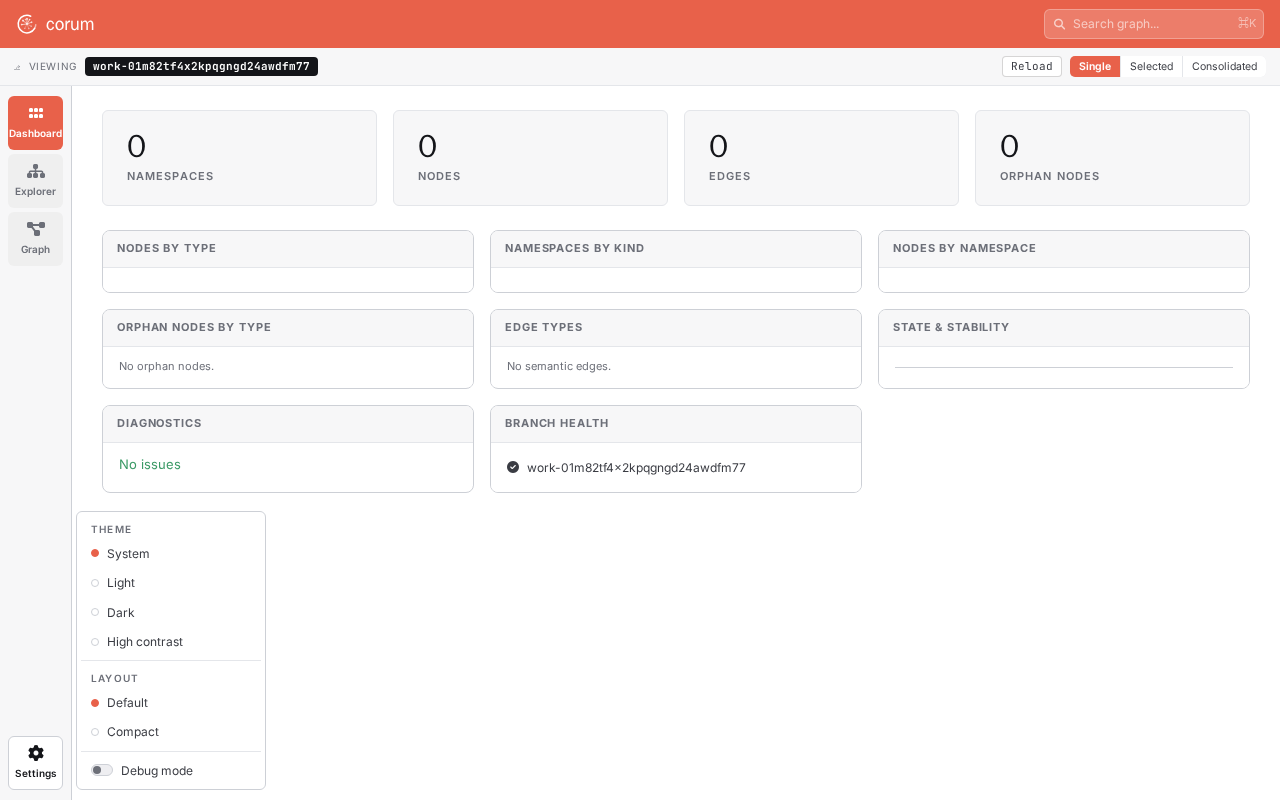 corum
Search graph... ⌘K
VIEWING work-01m82tf4x2kpqgngd24awdfm77
Reload Single Selected Consolidated
Dashboard
Explorer
Graph
0
NAMESPACES
0
NODES
0
EDGES
0
ORPHAN NODES
NODES BY TYPE
NAMESPACES BY KIND
NODES BY NAMESPACE
ORPHAN NODES BY TYPE
No orphan nodes.
EDGE TYPES
No semantic edges.
STATE & STABILITY
DIAGNOSTICS
No issues
BRANCH HEALTH
work-01m82tf4×2kpqgngd24awdfm77
THEME
System
Light
Dark
High contrast
LAYOUT
Default
Compact
Debug mode
Settings